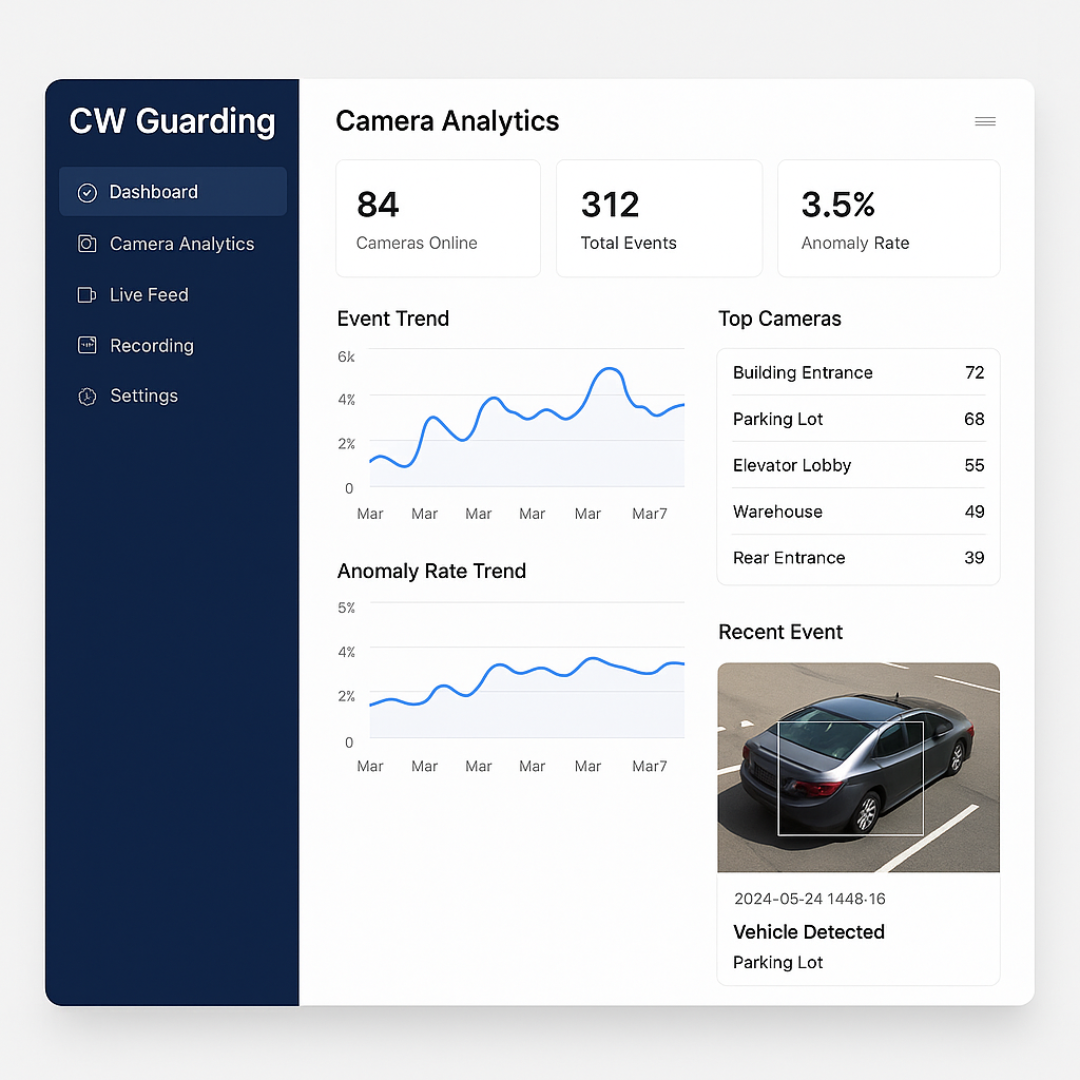 CW Guarding
Dashboard
Camera Analytics
Live Feed
Recording
Settings
Camera Analytics
84
Cameras Online
312
Total Events
3.5%
Anomaly Rate
Event Trend
6k
4%
2%
0
Mar Mar Mar Mar Mar Mar7
Anomaly Rate Trend
5%
4%
2%
0
Mar Mar Mar Mar Mar Mar7
Top Cameras
Building Entrance 72
Parking Lot 68
Elevator Lobby 55
Warehouse 49
Rear Entrance 39
Recent Event
2024-05-24 1448·16
Vehicle Detected
Parking Lot